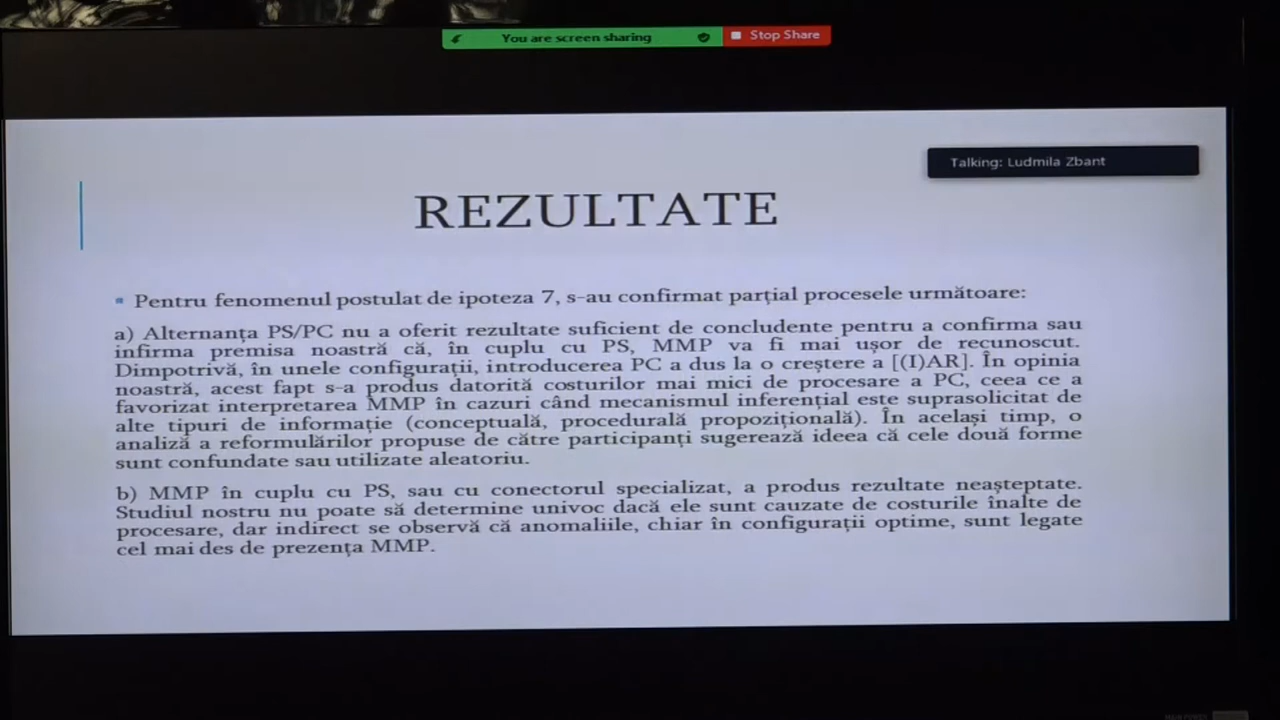 You are screen sharing
Stop Share
Talking: Ludmila Zbant
REZULTATE
Pentru fenomenul postulat de ipoteza 7, s-au confirmat parțial procesele următoare:
a) Alternanța PS/PC nu a oferit rezultate suficient de concludente pentru a confirma sau
infirma premisa noastră că, în cuplu cu PS, MMP va fi mai ușor de recunoscut.
Dimpotrivă, în unele configurații, introducerea PC a dus la o creștere a [(I)AR]. În opinia
noastră, acest fapt s-a produs datorită costurilor mai mici de procesare a PC, ceea ce a
favorizat interpretarea MMP în cazuri când mecanismul inferențial este suprasolicitat de
alte tipuri de informație (conceptuală, procedurală propozițională). În același timp, o
analiză a reformulărilor propuse de către participanți sugerează ideea că cele două forme
sunt confundate sau utilizate aleatoriu.
b) MMP în cuplu cu PS, sau cu conectorul specializat, a produs rezultate neașteptate.
Studiul nostru nu poate să determine univoc dacă ele sunt cauzate de costurile înalte de
procesare, dar indirect se observă că anomaliile, chiar în configurații optime, sunt legate
cel mai des de prezența MMP.